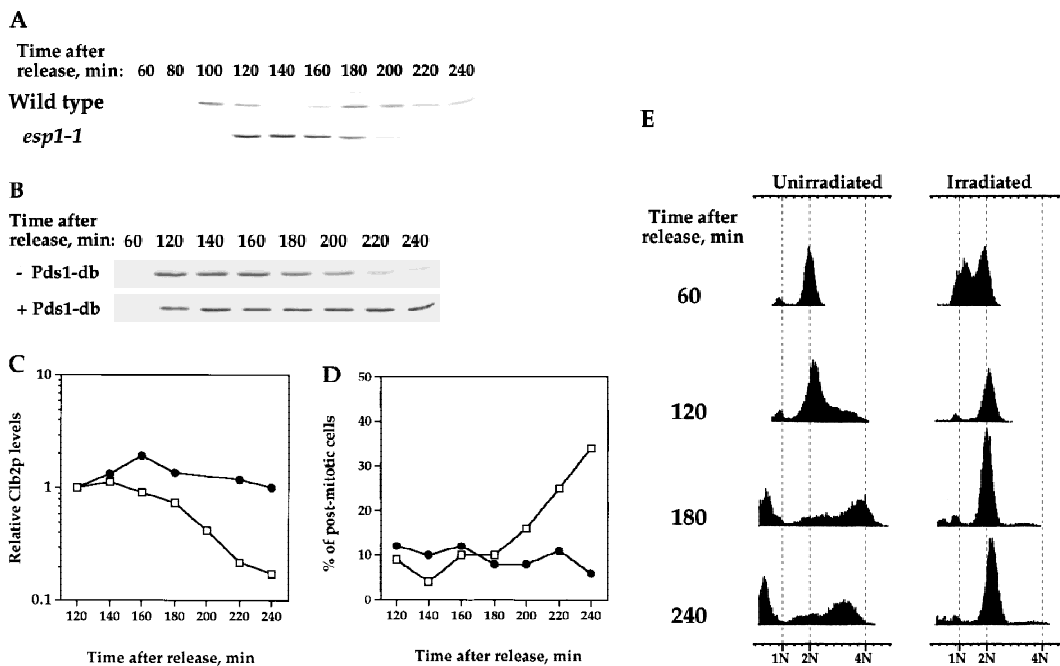 A
Time after
release, min: 60 80 100 120 140 160 180 200 220 240
Wild type
esp1-1
B
Time after
release, min: 60 120 140 160 180 200 220 240
- Pds1-db
+ Pds1-db
C
Relative Clb2p levels
10
1
0.1
120 140 160 180 200 220 240
Time after release, min
D
% of post-mitotic cells
50
40
30
20
10
0
120 140 160 180 200 220 240
Time after release, min
E
Unirradiated Irradiated
Time after
release, min
60
120
180
240
1N 2N 4N
1N 2N 4N